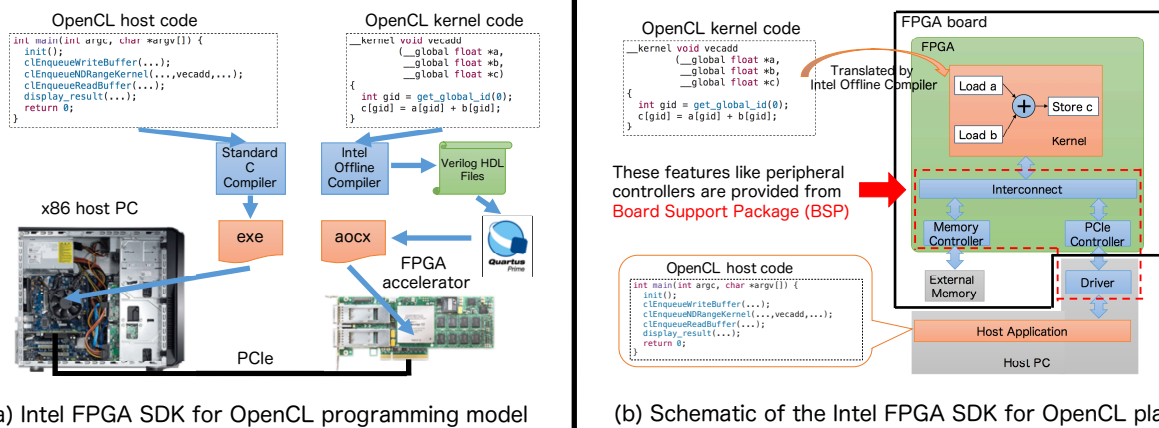 OpenCL host code
int main(int argc, char *argv[]) {
init();
clEnqueueWriteBuffer(...);
clEnqueueNDRangeKernel(...,vecadd,...);
clEnqueueReadBuffer(...);
display_result(...);
return 0;
}
OpenCL kernel code
__kernel void vecadd
(__global float *a,
__global float *b,
__global float *c)
{
int gid = get_global_id(0);
c[gid] = a[gid] + b[gid];
}
Standard
C
Compiler
Intel
Offline
Compiler
Verilog HDL
Files
x86 host PC
exe
aocx
Quartus
Prime
FPGA
accelerator
PCIe
a) Intel FPGA SDK for OpenCL programming model
OpenCL kernel code
__kernel void vecadd
(__global float *a,
__global float *b,
__global float *c)
{
int gid = get_global_id(0);
c[gid] = a[gid] + b[gid];
}
Translated by
Intel Offline Compiler
FPGA board
FPGA
Load a
Load b
+
Store c
Kernel
These features like peripheral
controllers are provided from
Board Support Package (BSP)
Interconnect
Memory
Controller
PCIe
Controller
External
Memory
Driver
OpenCL host code
int main(int argc, char *argv[]) {
init();
clEnqueueWriteBuffer(...);
clEnqueueNDRangeKernel(...,vecadd,...);
clEnqueueReadBuffer(...);
display_result(...);
return 0;
}
Host Application
Host PC
(b) Schematic of the Intel FPGA SDK for OpenCL pla